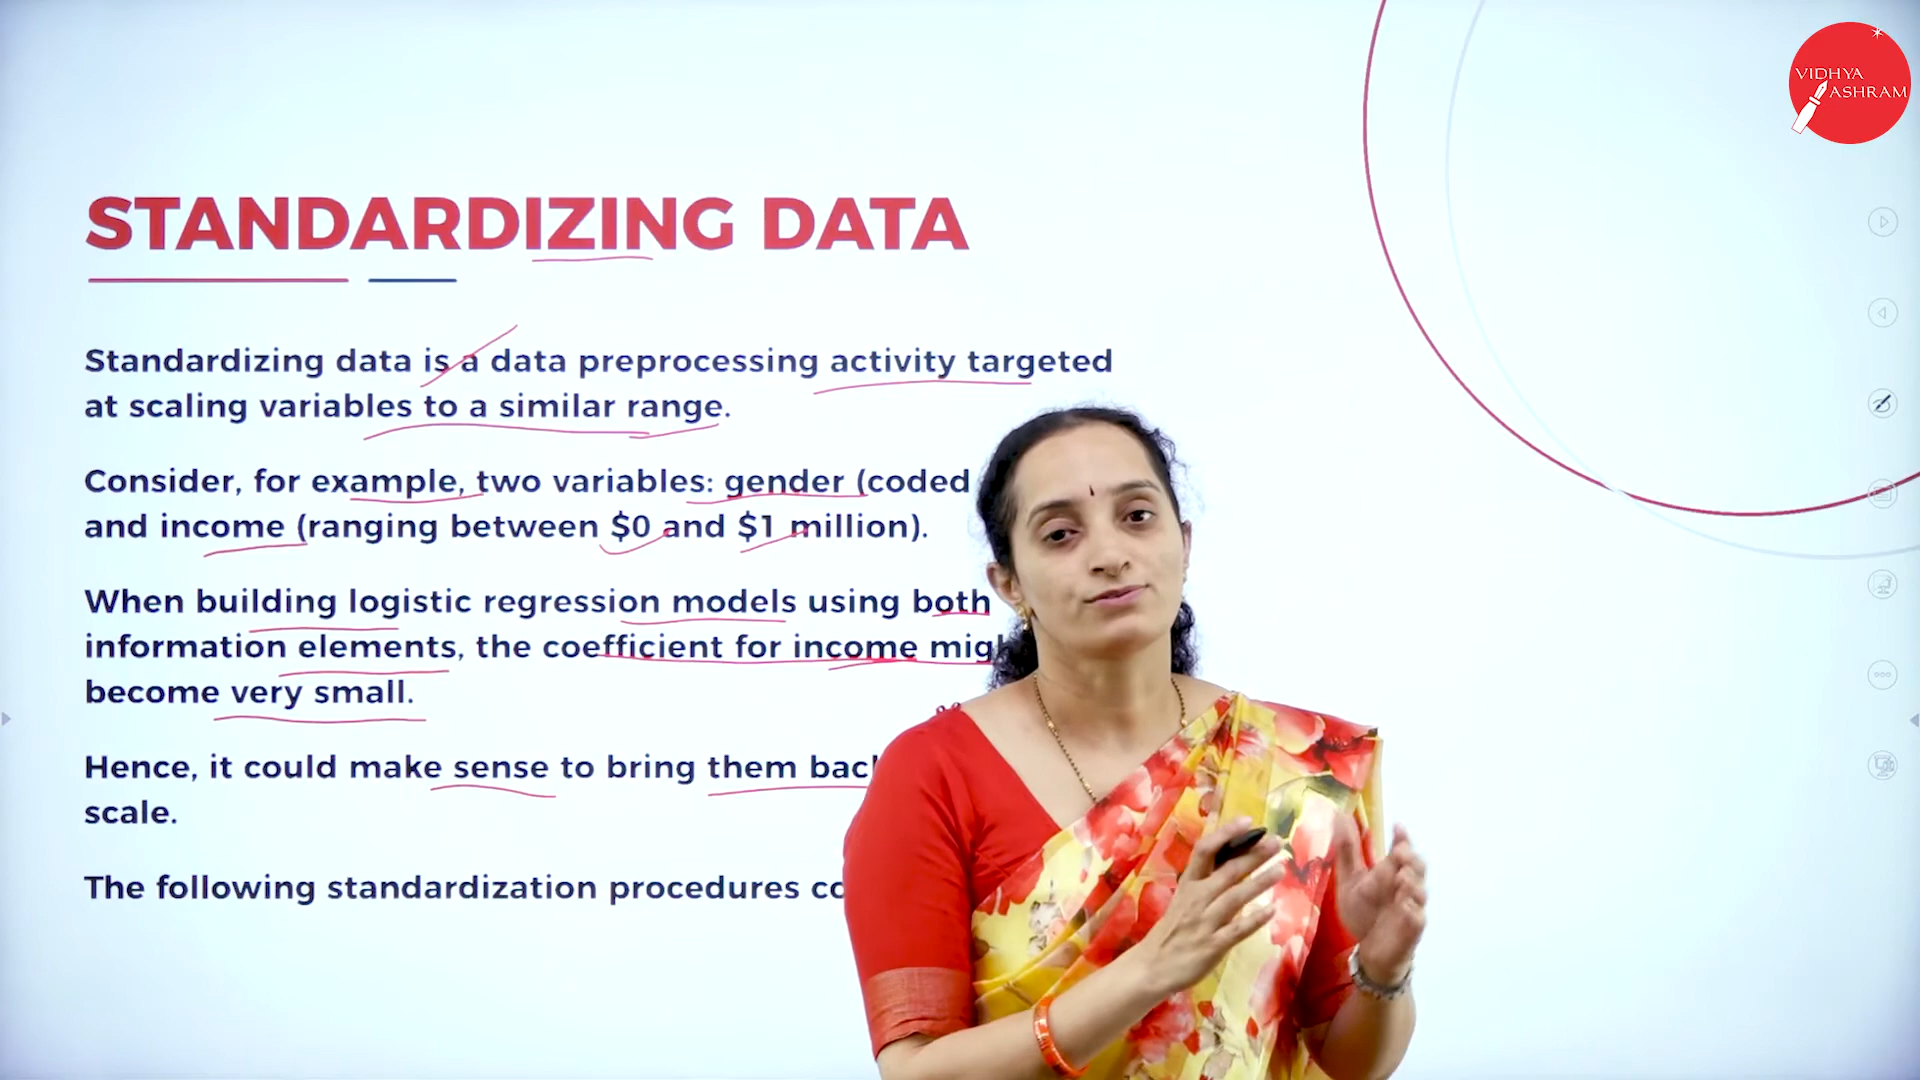 VIDHYA
ASHRAM
STANDARDIZING DATA
Standardizing data is a data preprocessing activity targeted
at scaling variables to a similar range.
Consider, for example, two variables: gender (coded
and income (ranging between $0 and $1 million).
When building logistic regression models using both
information elements, the coefficient for income
become very small.
Hence, it could make sense to bring them
scale.
The following standardization procedures